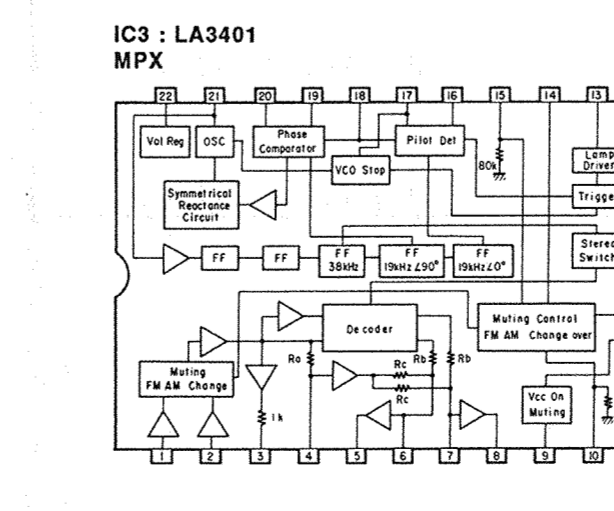 IC3 : LA3401
MPX
22 21 20 19 18 17 16 15 14 13
Vol Reg
OSC
Phase
Comparator
Pilot Det
VCO Stop
80k
Lamp
Driver
Trigge
Symmetrical
Reactance
Circuit
FF
FF
FF
38kHz
FF
19kHz∠90°
FF
19kHz∠0°
Stereo
Switch
Decoder
Muting Control
FM AM Change over
Muting
FM AM Change
Ra
Rb
Rb
Rc
Rc
1k
Vcc On
Muting
1 2 3 4 5 6 7 8 9 10